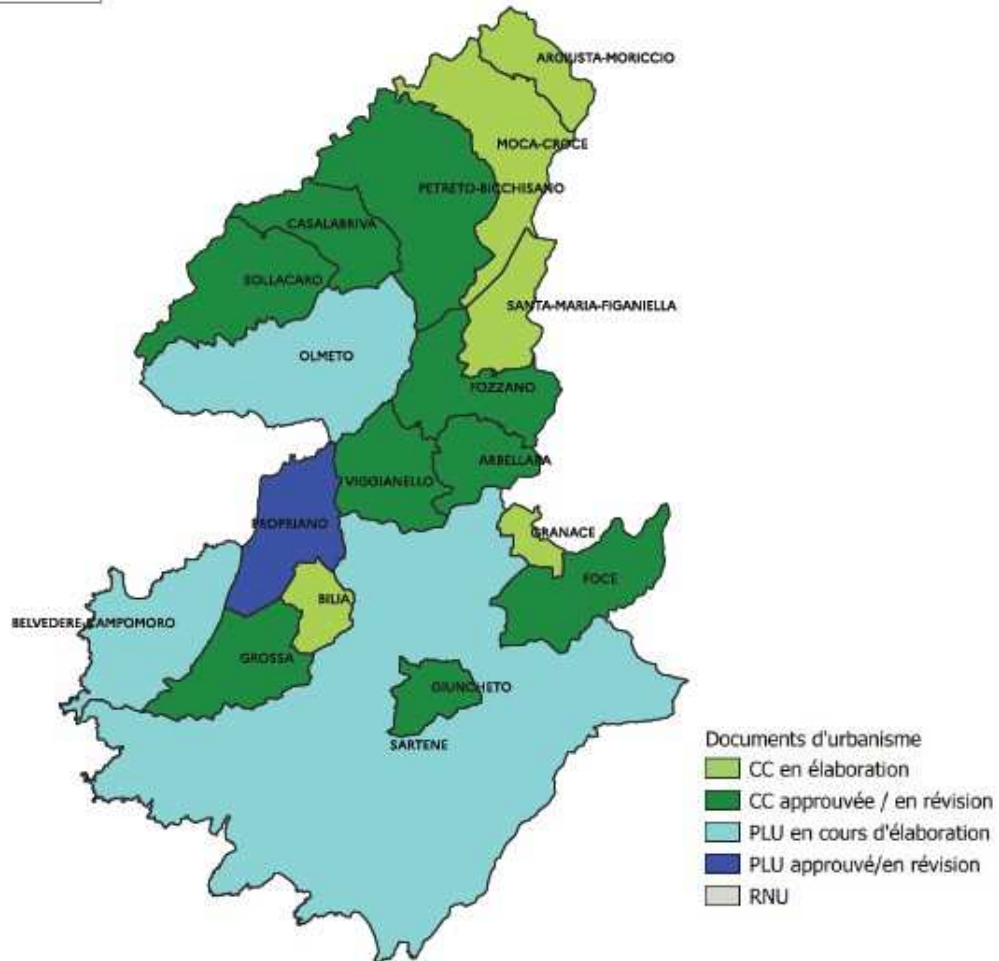 ARGIUSTA-MORICCIO
MOCA-CROCE
PETRETO-BICCHISANO
CASALABRIVA
SOLLACARO
SANTA-MARIA-FIGANIELLA
OLMETO
FOZZANO
ARBELLARA
VIGGIANELLO
PROPRIANO
GRANACE
FOCE
BILIA
BELVEDERE-CAMPOMORO
GROSSA
GIUNCHETO
SARTENE
Documents d'urbanisme
CC en élaboration
CC approuvée / en révision
PLU en cours d'élaboration
PLU approuvé/en révision
RNU